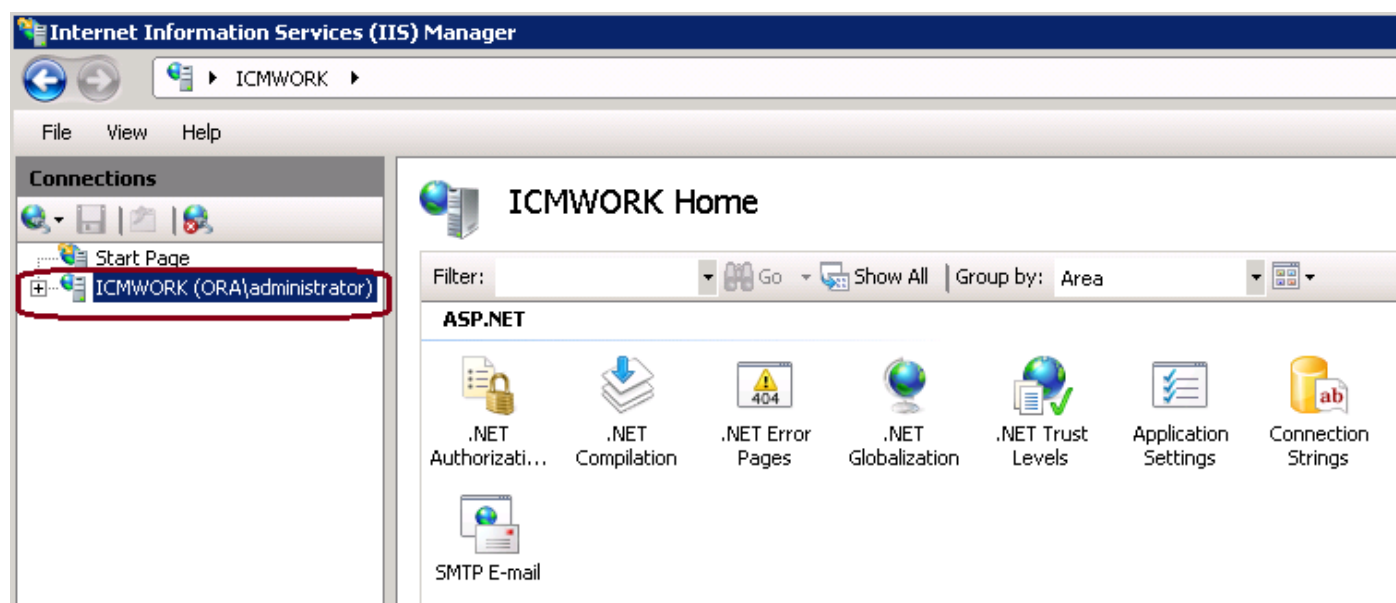 Internet Information Services (IIS) Manager
ICMWORK
File View Help
Connections
Start Page
ICMWORK (ORA\administrator)
ICMWORK Home
Filter: Go Show All Group by: Area
ASP.NET
.NET Authorizati...
.NET Compilation
404
.NET Error Pages
.NET Globalization
.NET Trust Levels
Application Settings
ab
Connection Strings
SMTP E-mail